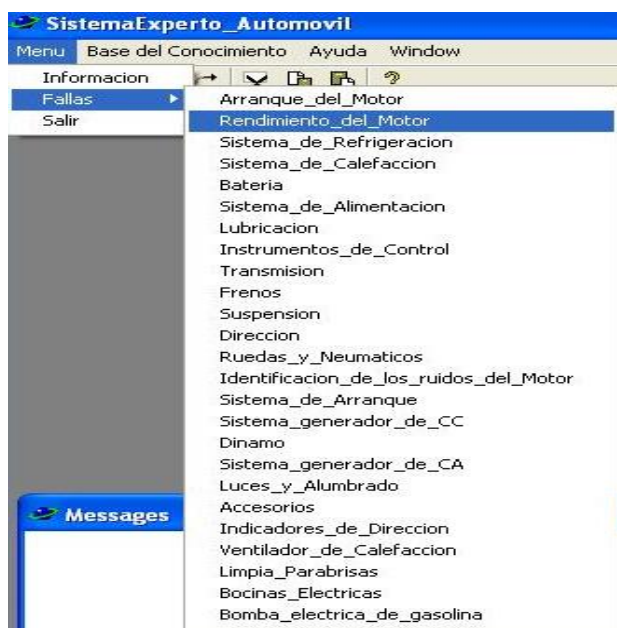 SistemaExperto_Automovil
Menu Base del Conocimiento Ayuda Window
Informacion
Fallas
Salir
Arranque_del_Motor
Rendimiento_del_Motor
Sistema_de_Refrigeracion
Sistema_de_Calefaccion
Bateria
Sistema_de_Alimentacion
Lubricacion
Instrumentos_de_Control
Transmision
Frenos
Suspension
Direccion
Ruedas_y_Neumaticos
Identificacion_de_los_ruidos_del_Motor
Sistema_de_Arranque
Sistema_generador_de_CC
Dinamo
Sistema_generador_de_CA
Luces_y_Alumbrado
Accesorios
Indicadores_de_Direccion
Ventilador_de_Calefaccion
Limpia_Parabrisas
Bocinas_Electricas
Bomba_electrica_de_gasolina
Messages